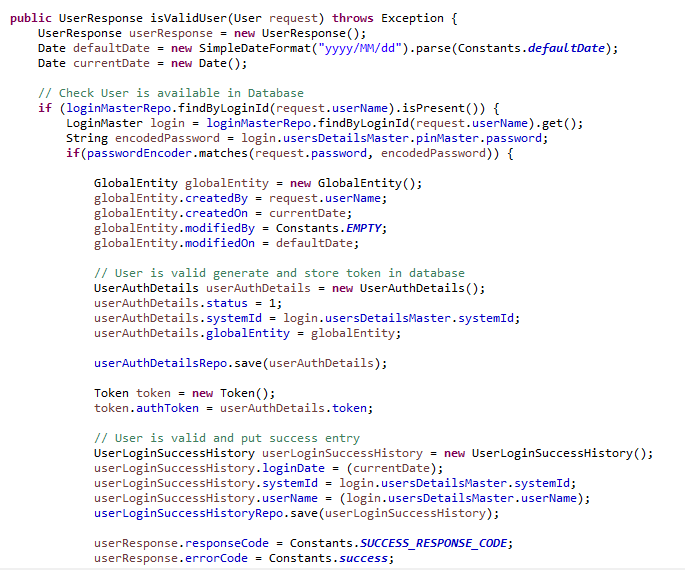 public UserResponse isValidUser(User request) throws Exception {
    UserResponse userResponse = new UserResponse();
    Date defaultDate = new SimpleDateFormat("yyyy/MM/dd").parse(Constants.defaultDate);
    Date currentDate = new Date();

    // Check User is available in Database
    if (loginMasterRepo.findByLoginId(request.userName).isPresent()) {
        LoginMaster login = loginMasterRepo.findByLoginId(request.userName).get();
        String encodedPassword = login.usersDetailsMaster.pinMaster.password;
        if(passwordEncoder.matches(request.password, encodedPassword)) {

            GlobalEntity globalEntity = new GlobalEntity();
            globalEntity.createdBy = request.userName;
            globalEntity.createdOn = currentDate;
            globalEntity.modifiedBy = Constants.EMPTY;
            globalEntity.modifiedOn = defaultDate;

            // User is valid generate and store token in database
            UserAuthDetails userAuthDetails = new UserAuthDetails();
            userAuthDetails.status = 1;
            userAuthDetails.systemId = login.usersDetailsMaster.systemId;
            userAuthDetails.globalEntity = globalEntity;

            userAuthDetailsRepo.save(userAuthDetails);

            Token token = new Token();
            token.authToken = userAuthDetails.token;

            // User is valid and put success entry
            UserLoginSuccessHistory userLoginSuccessHistory = new UserLoginSuccessHistory();
            userLoginSuccessHistory.loginDate = (currentDate);
            userLoginSuccessHistory.systemId = login.usersDetailsMaster.systemId;
            userLoginSuccessHistory.userName = (login.usersDetailsMaster.userName);
            userLoginSuccessHistoryRepo.save(userLoginSuccessHistory);

            userResponse.responseCode = Constants.SUCCESS_RESPONSE_CODE;
            userResponse.errorCode = Constants.success;